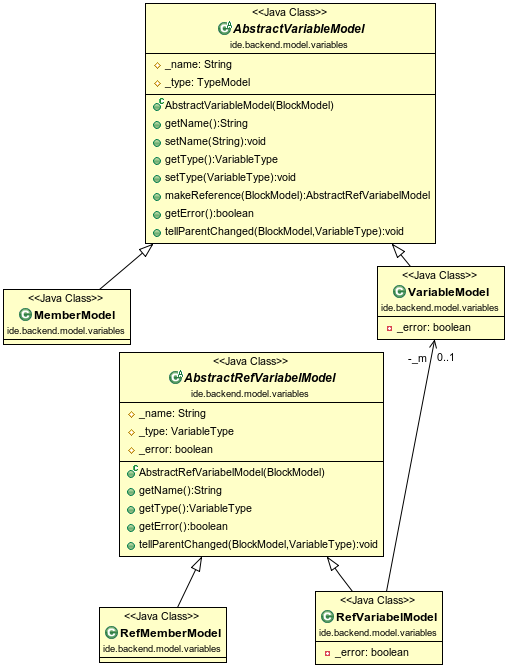 <<Java Class>>
AbstractVariableModel
ide.backend.model.variables
_name: String
_type: TypeModel
AbstractVariableModel(BlockModel)
getName():String
setName(String):void
getType():VariableType
setType(VariableType):void
makeReference(BlockModel):AbstractRefVariabelModel
getError():boolean
tellParentChanged(BlockModel,VariableType):void
<<Java Class>>
MemberModel
ide.backend.model.variables
<<Java Class>>
VariableModel
ide.backend.model.variables
_error: boolean
-_m 0..1
<<Java Class>>
AbstractRefVariabelModel
ide.backend.model.variables
_name: String
_type: VariableType
_error: boolean
AbstractRefVariabelModel(BlockModel)
getName():String
getType():VariableType
getError():boolean
tellParentChanged(BlockModel,VariableType):void
<<Java Class>>
RefMemberModel
ide.backend.model.variables
<<Java Class>>
RefVariabelModel
ide.backend.model.variables
_error: boolean